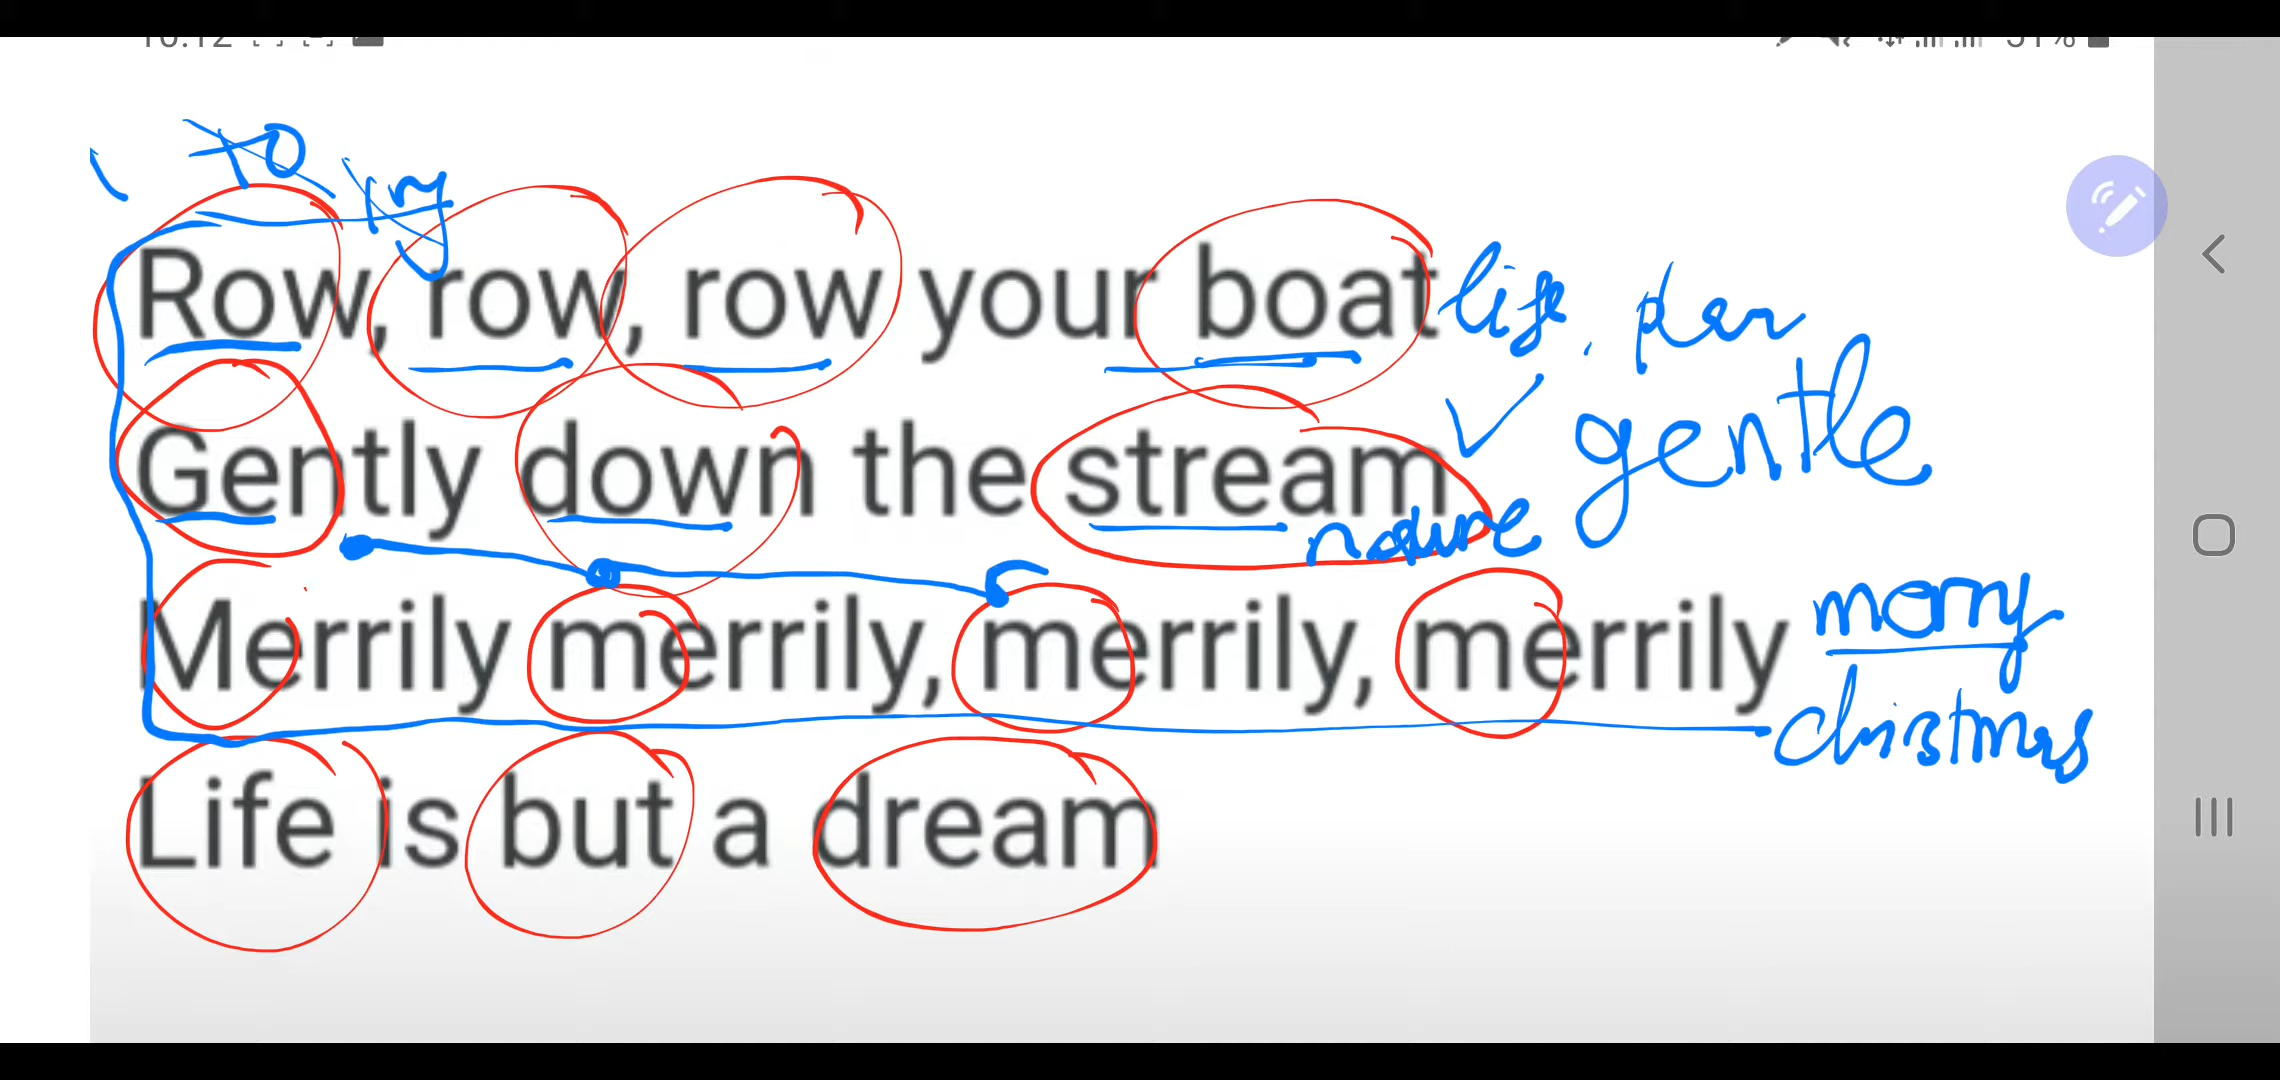 to try
Row, row, row your boat life. plan
Gently down the stream gentle
nature
Merrily merrily, merrily, merrily merry
christmas
Life is but a dream